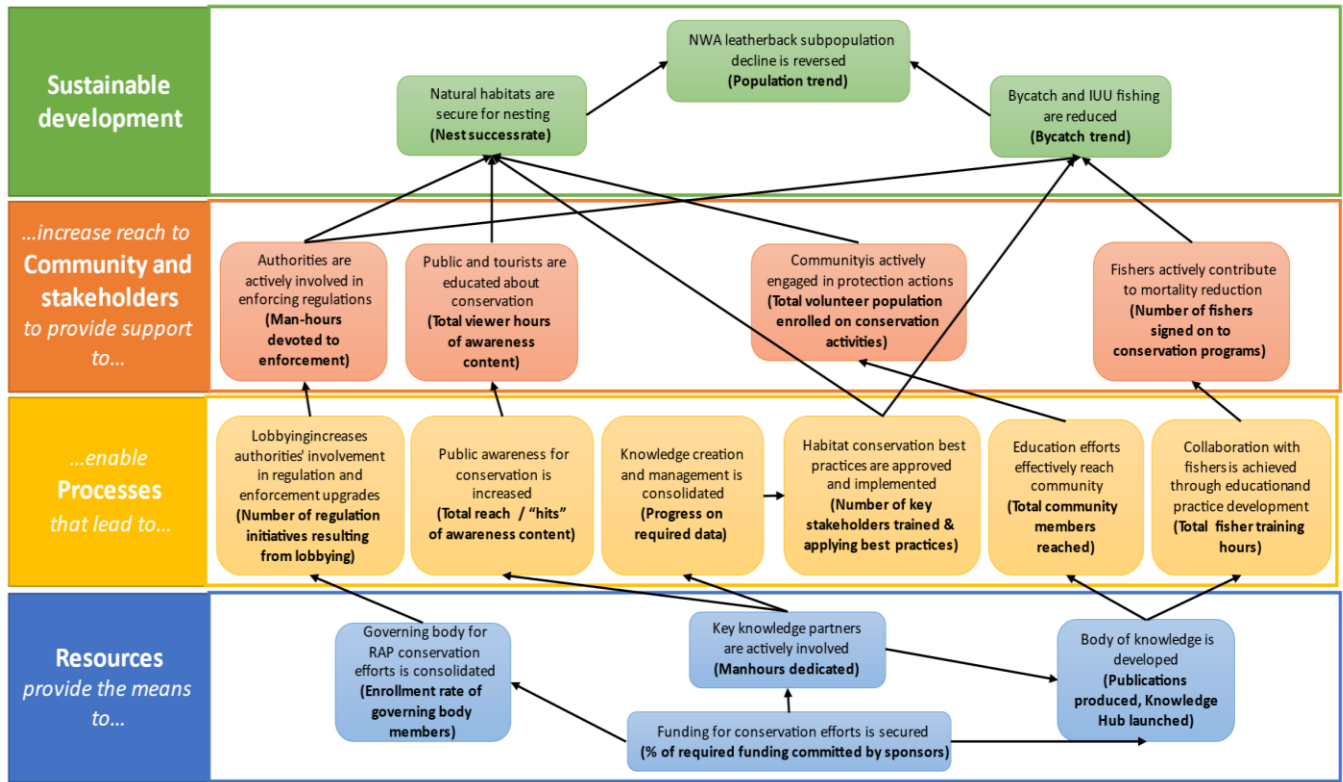 Sustainable
development
NWA leatherback subpopulation
decline is reversed
(Population trend)
Natural habitats are
secure for nesting
(Nest successrate)
Bycatch and IUU fishing
are reduced
(Bycatch trend)
...increase reach to
Community and
stakeholders
to provide support
to...
Authorities are
actively involved in
enforcing regulations
(Man-hours
devoted to
enforcement)
Public and tourists are
educated about
conservation
(Total viewer hours
of awareness
content)
Communityis actively
engaged in protection actions
(Total volunteer population
enrolled on conservation
activities)
Fishers actively contribute
to mortality reduction
(Number of fishers
signed on to
conservation programs)
...enable
Processes
that lead to...
Lobbyingincreases
authorities' involvement
in regulation and
enforcement upgrades
(Number of regulation
initiatives resulting
from lobbying)
Public awareness for
conservation is
increased
(Total reach / “hits”
of awareness content)
Knowledge creation
and management is
consolidated
(Progress on
required data)
Habitat conservation best
practices are approved
and implemented
(Number of key
stakeholders trained &
applying best practices)
Education efforts
effectively reach
community
(Total community
members
reached)
Collaboration with
fishers is achieved
through educationand
practice development
(Total fisher training
hours)
Resources
provide the means
to...
Governing body for
RAP conservation
efforts is consolidated
(Enrollment rate of
governing body
members)
Key knowledge partners
are actively involved
(Manhours dedicated)
Body of knowledge is
developed
(Publications
produced, Knowledge
Hub launched)
Funding for conservation efforts is secured
(% of required funding committed by sponsors)